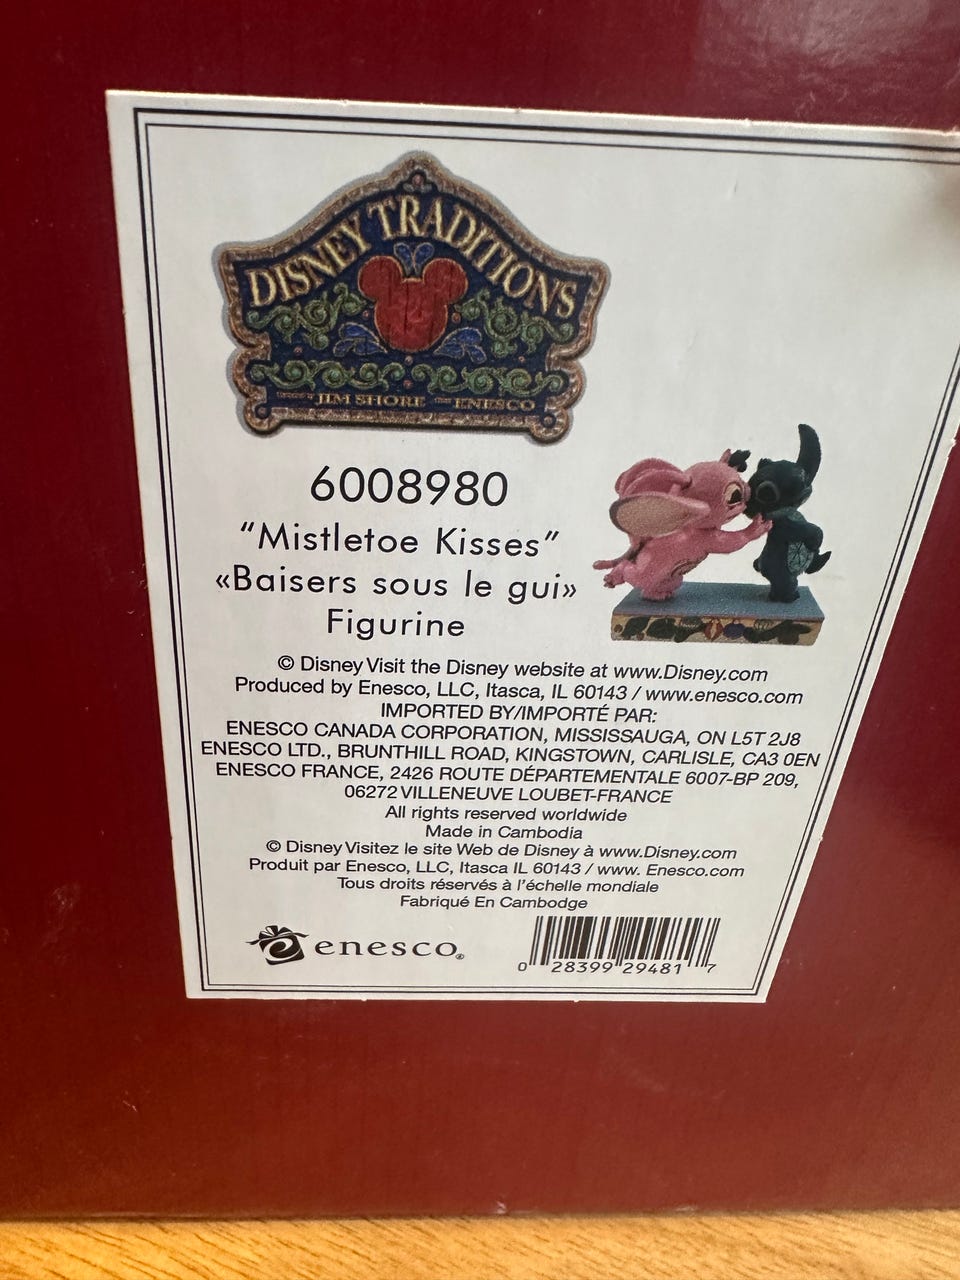 DISNEY TRADITIONS
JIM SHORE ENESCO
6008980
“Mistletoe Kisses”
«Baisers sous le gui»
Figurine
© Disney Visit the Disney website at www.Disney.com
Produced by Enesco, LLC, Itasca, IL 60143 / www.enesco.com
IMPORTED BY/IMPORTÉ PAR:
ENESCO CANADA CORPORATION, MISSISSAUGA, ON L5T 2J8
ENESCO LTD., BRUNTHILL ROAD, KINGSTOWN, CARLISLE, CA3 0EN
ENESCO FRANCE, 2426 ROUTE DÉPARTEMENTALE 6007-BP 209,
06272 VILLENEUVE LOUBET-FRANCE
All rights reserved worldwide
Made in Cambodia
© Disney Visitez le site Web de Disney à www.Disney.com
Produit par Enesco, LLC, Itasca IL 60143 / www. Enesco.com
Tous droits réservés à l'échelle mondiale
Fabriqué En Cambodge
enesco.
0 28399 29481 7